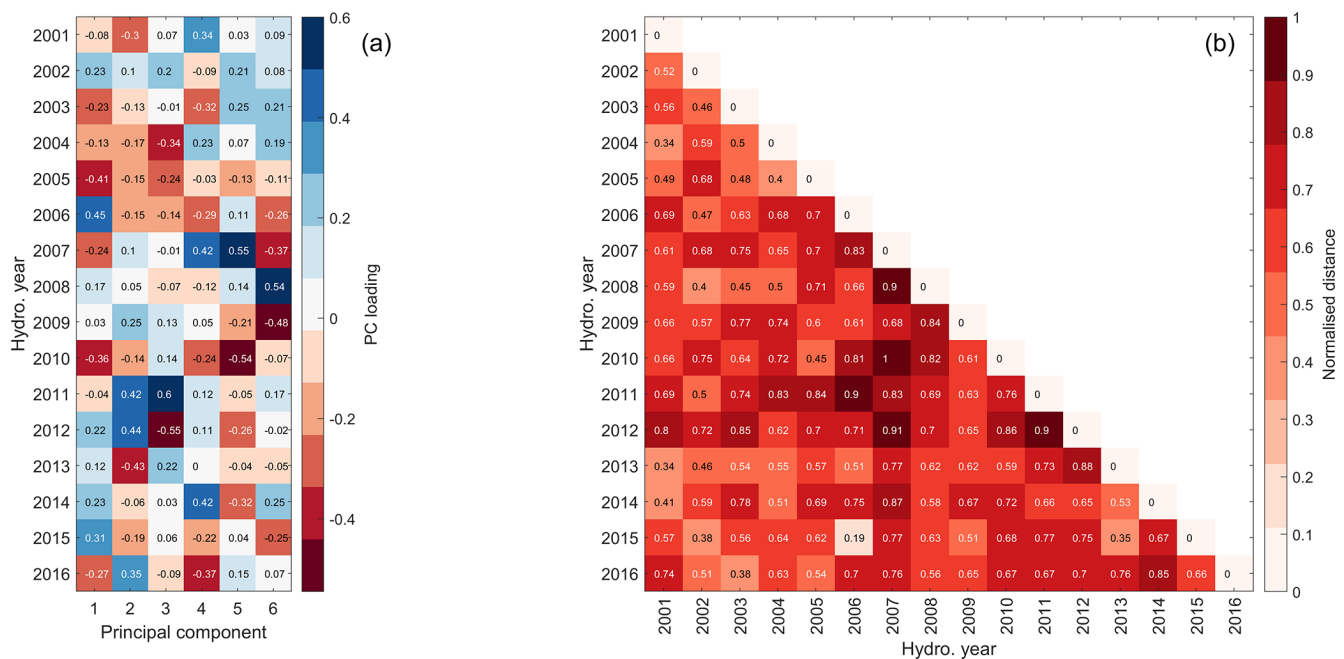 (a)
2001 -0.08 -0.3 0.07 0.34 0.03 0.09
2002 0.23 0.1 0.2 -0.09 0.21 0.08
2003 -0.23 -0.13 -0.01 -0.32 0.25 0.21
2004 -0.13 -0.17 -0.34 0.23 0.07 0.19
2005 -0.41 -0.15 -0.24 -0.03 -0.13 -0.11
2006 0.45 -0.15 -0.14 -0.29 0.11 -0.26
2007 -0.24 0.1 -0.01 0.42 0.55 -0.37
2008 0.17 0.05 -0.07 -0.12 0.14 0.54
2009 0.03 0.25 0.13 0.05 -0.21 -0.48
2010 -0.36 -0.14 0.14 -0.24 -0.54 -0.07
2011 -0.04 0.42 0.6 0.12 -0.05 0.17
2012 0.22 0.44 -0.55 0.11 -0.26 -0.02
2013 0.12 -0.43 0.22 0 -0.04 -0.05
2014 0.23 -0.06 0.03 0.42 -0.32 0.25
2015 0.31 -0.19 0.06 -0.22 0.04 -0.25
2016 -0.27 0.35 -0.09 -0.37 0.15 0.07
1 2 3 4 5 6
Principal component
Hydro. year
0.6
0.4
0.2
0
-0.2
-0.4
PC loading
(b)
2001 0
2002 0.52 0
2003 0.56 0.46 0
2004 0.34 0.59 0.5 0
2005 0.49 0.68 0.48 0.4 0
2006 0.69 0.47 0.63 0.68 0.7 0
2007 0.61 0.68 0.75 0.65 0.7 0.83 0
2008 0.59 0.4 0.45 0.5 0.71 0.66 0.9 0
2009 0.66 0.57 0.77 0.74 0.6 0.61 0.68 0.84 0
2010 0.66 0.75 0.64 0.72 0.45 0.81 1 0.82 0.61 0
2011 0.69 0.5 0.74 0.83 0.84 0.9 0.83 0.69 0.63 0.76 0
2012 0.8 0.72 0.85 0.62 0.7 0.71 0.91 0.7 0.65 0.86 0.9 0
2013 0.34 0.46 0.54 0.55 0.57 0.51 0.77 0.62 0.62 0.59 0.73 0.88 0
2014 0.41 0.59 0.78 0.51 0.69 0.75 0.87 0.58 0.67 0.72 0.66 0.65 0.53 0
2015 0.57 0.38 0.56 0.64 0.62 0.19 0.77 0.63 0.51 0.68 0.77 0.75 0.35 0.67 0
2016 0.74 0.51 0.38 0.63 0.54 0.7 0.76 0.56 0.65 0.67 0.67 0.7 0.76 0.85 0.66 0
2001 2002 2003 2004 2005 2006 2007 2008 2009 2010 2011 2012 2013 2014 2015 2016
Hydro. year
Hydro. year
1
0.9
0.8
0.7
0.6
0.5
0.4
0.3
0.2
0.1
0
Normalised distance